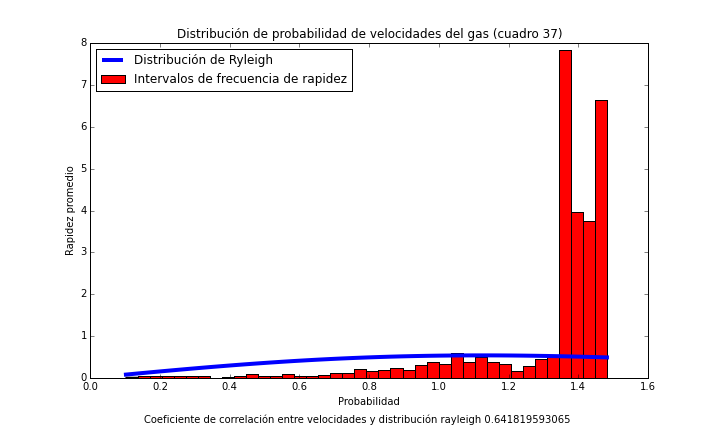 Distribución de probabilidad de velocidades del gas (cuadro 37)
8
7
6
5
4
3
2
1
0
Rapidez promedio
Distribución de Ryleigh
Intervalos de frecuencia de rapidez
0.0 0.2 0.4 0.6 0.8 1.0 1.2 1.4 1.6
Probabilidad
Coeficiente de correlación entre velocidades y distribución rayleigh 0.641819593065